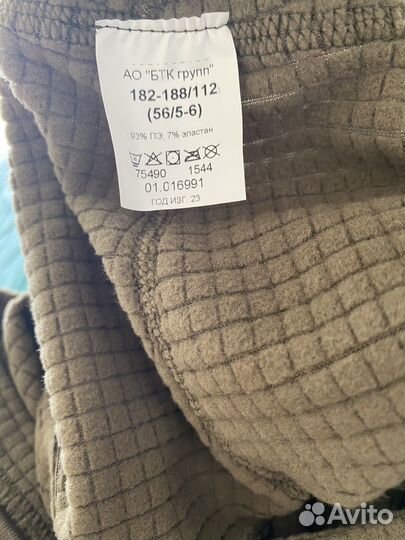 АО "БТК групп"
182-188/112
(56/5-6)
93% ПЭ; 7% эластан
75490 1544
01.016991
ГОД ИЗГ. 23
Avito